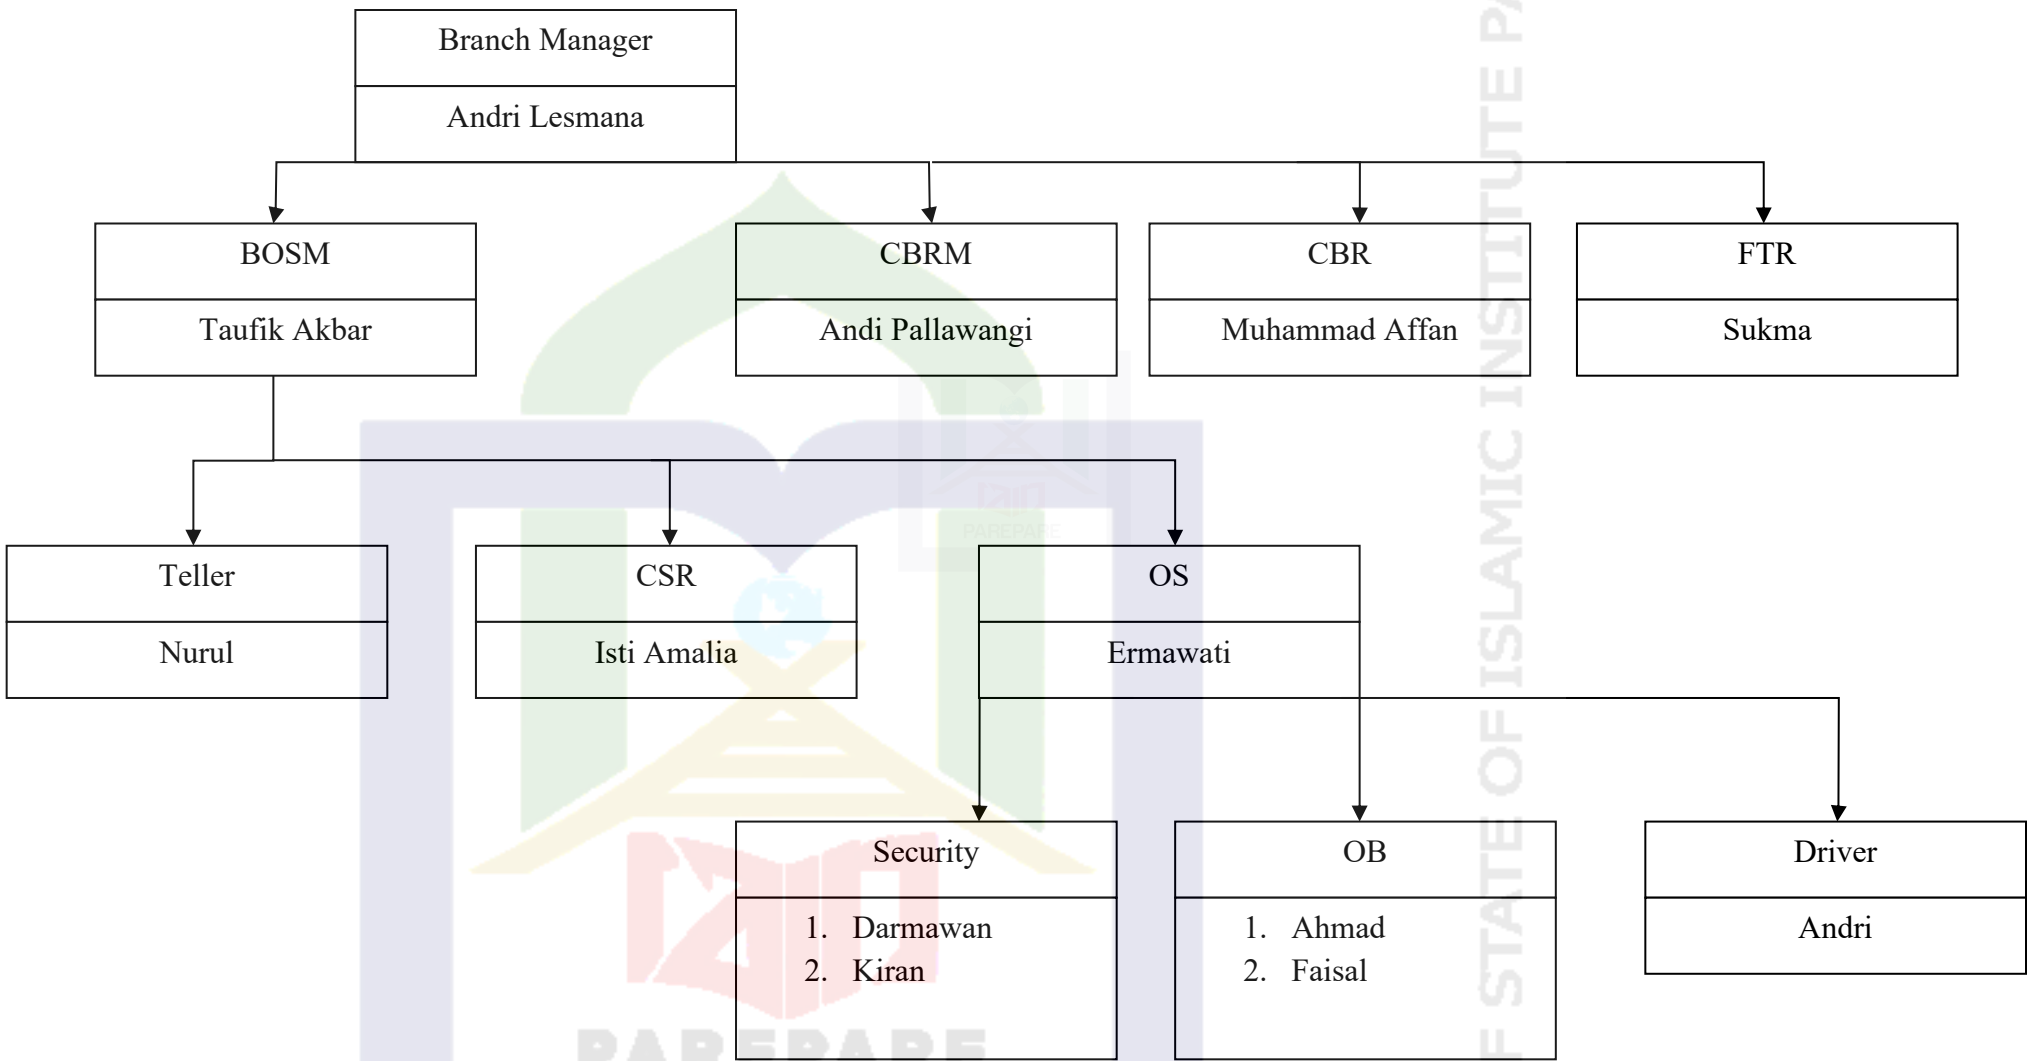 Branch Manager
Andri Lesmana
BOSM
Taufik Akbar
CBRM
Andi Pallawangi
CBR
Muhammad Affan
FTR
Sukma
Teller
Nurul
CSR
Isti Amalia
OS
Ermawati
Security
1. Darmawan
2. Kiran
OB
1. Ahmad
2. Faisal
Driver
Andri
PAREPARE
PAREPARE
STATE OF ISLAMIC INSTITUTE